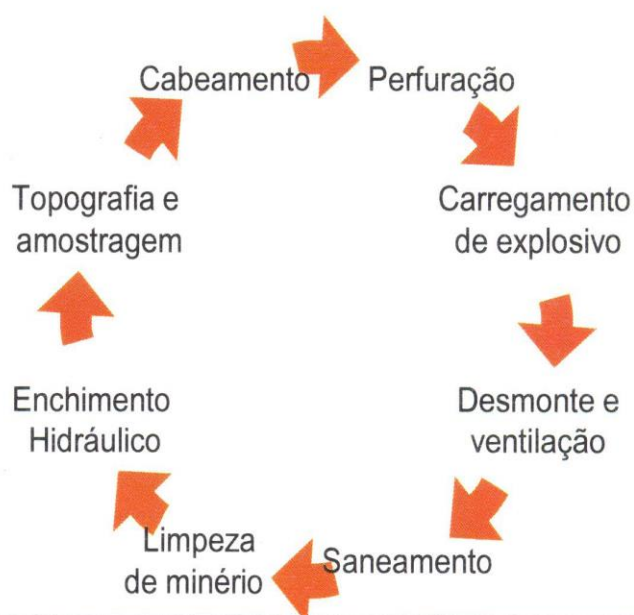 Cabeamento
Perfuração
Carregamento
de explosivo
Desmonte e
ventilação
Saneamento
Limpeza
de minério
Enchimento
Hidráulico
Topografia e
amostragem